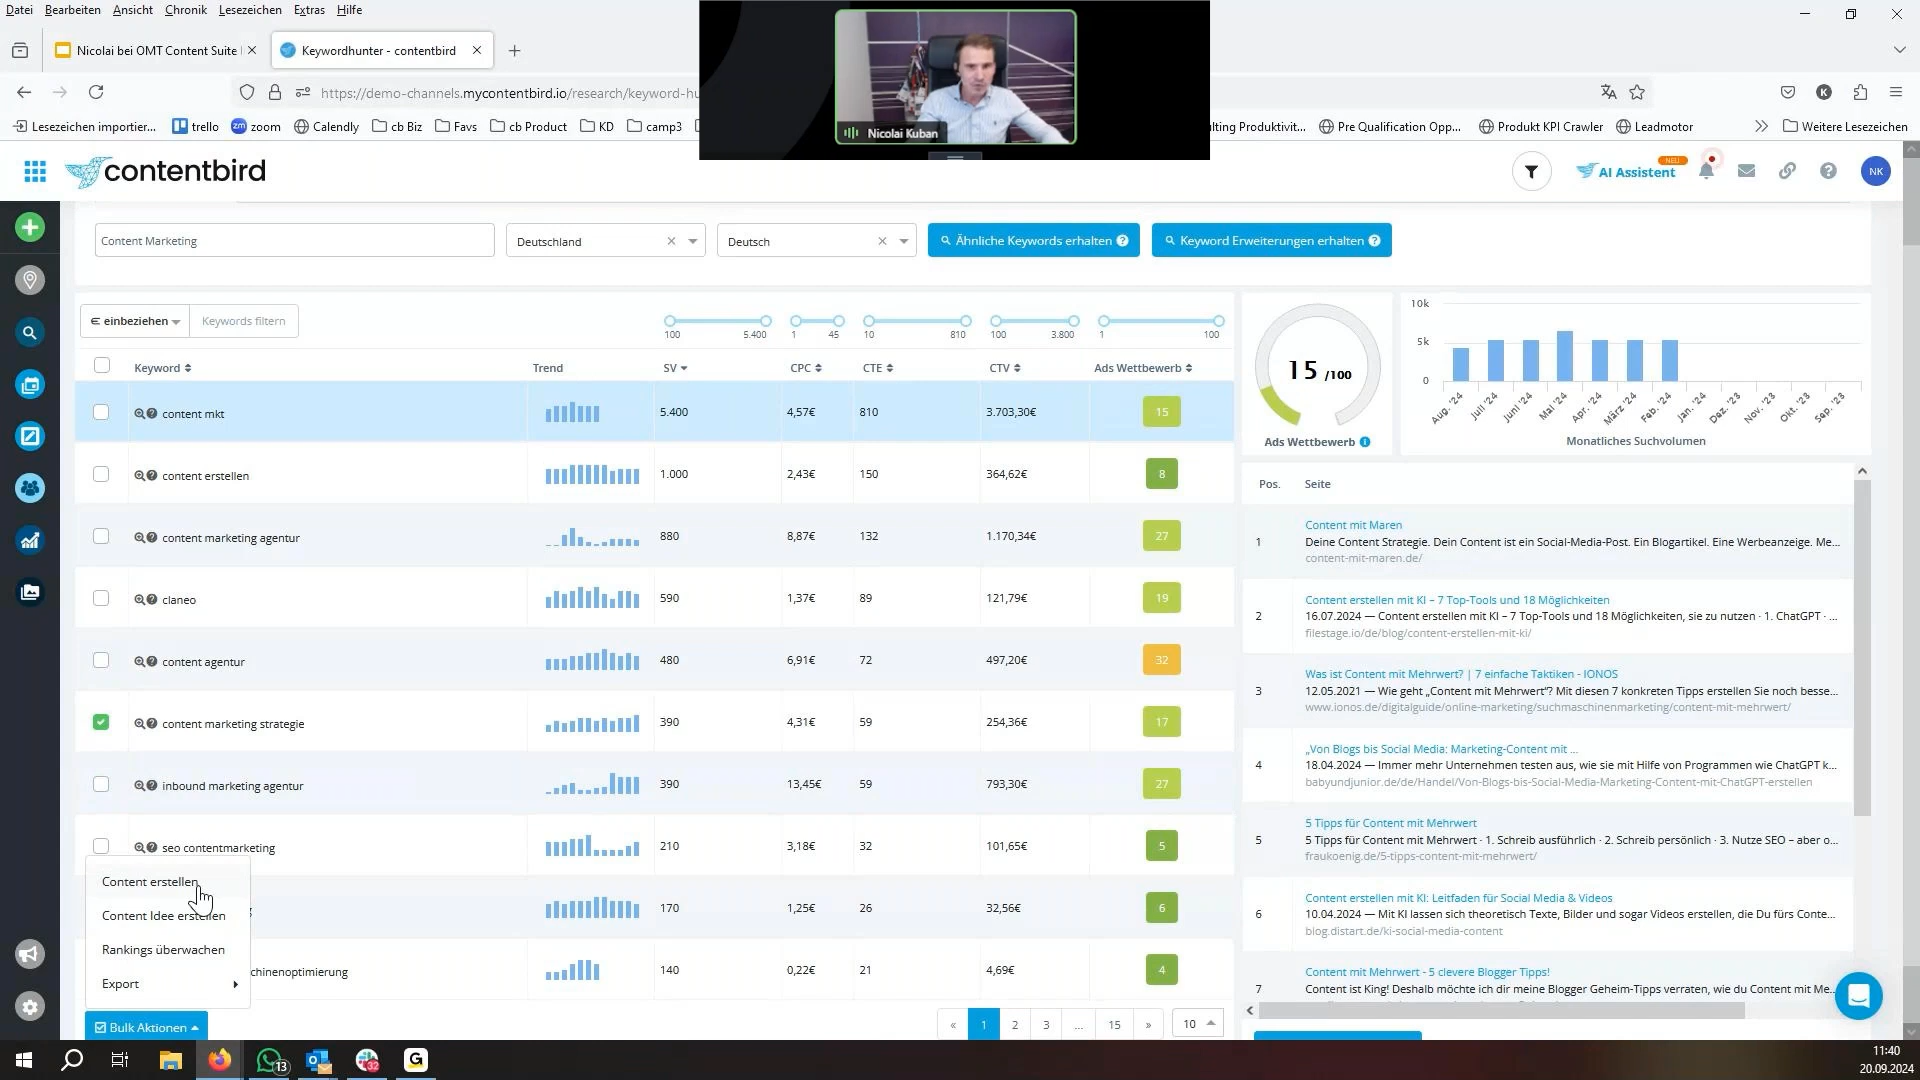 Datei Bearbeiten Ansicht Chronik Lesezeichen Extras Hilfe
Nicolai bei OMT Content Suite
Keywordhunter - contentbird
https://demo-channels.mycontentbird.io/research/keyword-hu
Lesezeichen importier... trello zoom Calendly cb Biz Favs cb Product KD camp3
ulting Produktivit... Pre Qualification Opp... Produkt KPI Crawler Leadmotor Weitere Lesezeichen
Nicolai Kuban
contentbird
NEU
AI Assistent
NK
Content Marketing
Deutschland
Deutsch
Ähnliche Keywords erhalten
Keyword Erweiterungen erhalten
∈ einbeziehen
Keywords filtern
100 5.400 1 45 10 810 100 3.800 1 100
Keyword Trend SV CPC CTE CTV Ads Wettbewerb
content mkt 5.400 4,57€ 810 3.703,30€ 15
content erstellen 1.000 2,43€ 150 364,62€ 8
content marketing agentur 880 8,87€ 132 1.170,34€ 27
claneo 590 1,37€ 89 121,79€ 19
content agentur 480 6,91€ 72 497,20€ 32
content marketing strategie 390 4,31€ 59 254,36€ 17
inbound marketing agentur 390 13,45€ 59 793,30€ 27
seo contentmarketing 210 3,18€ 32 101,65€ 5
170 1,25€ 26 32,56€ 6
chinenoptimierung 140 0,22€ 21 4,69€ 4
Content erstellen
Content Idee erstellen
Rankings überwachen
Export
Bulk Aktionen
« 1 2 3 ... 15 » 10
15 /100
Ads Wettbewerb
10k
5k
0
Aug. '24 Juli '24 Juni '24 Mai '24 Apr. '24 März '24 Feb. '24 Jan. '24 Dez. '23 Nov. '23 Okt. '23 Sep. '23
Monatliches Suchvolumen
Pos. Seite
1
Content mit Maren
Deine Content Strategie. Dein Content ist ein Social-Media-Post. Ein Blogartikel. Eine Werbeanzeige. Me...
content-mit-maren.de/
2
Content erstellen mit KI – 7 Top-Tools und 18 Möglichkeiten
16.07.2024 — Content erstellen mit KI – 7 Top-Tools und 18 Möglichkeiten, sie zu nutzen · 1. ChatGPT · ...
filestage.io/de/blog/content-erstellen-mit-ki/
3
Was ist Content mit Mehrwert? | 7 einfache Taktiken - IONOS
12.05.2021 — Wie geht „Content mit Mehrwert“? Mit diesen 7 konkreten Tipps erstellen Sie noch besse...
www.ionos.de/digitalguide/online-marketing/suchmaschinenmarketing/content-mit-mehrwert/
4
„Von Blogs bis Social Media: Marketing-Content mit ...
18.04.2024 — Immer mehr Unternehmen testen aus, wie sie mit Hilfe von Programmen wie ChatGPT k...
babyundjunior.de/de/Handel/Von-Blogs-bis-Social-Media-Marketing-Content-mit-ChatGPT-erstellen
5
5 Tipps für Content mit Mehrwert
5 Tipps für Content mit Mehrwert · 1. Schreib ausführlich · 2. Schreib persönlich · 3. Nutze SEO – aber o...
fraukoenig.de/5-tipps-content-mit-mehrwert/
6
Content erstellen mit KI: Leitfaden für Social Media & Videos
10.04.2024 — Mit KI lassen sich theoretisch Texte, Bilder und sogar Videos erstellen, die Du fürs Conte...
blog.distart.de/ki-social-media-content
7
Content mit Mehrwert - 5 clevere Blogger Tipps!
Content ist King! Deshalb möchte ich dir meine Blogger Geheim-Tipps verraten, wie du Content mit Me...
13
32
G
11:40
20.09.2024